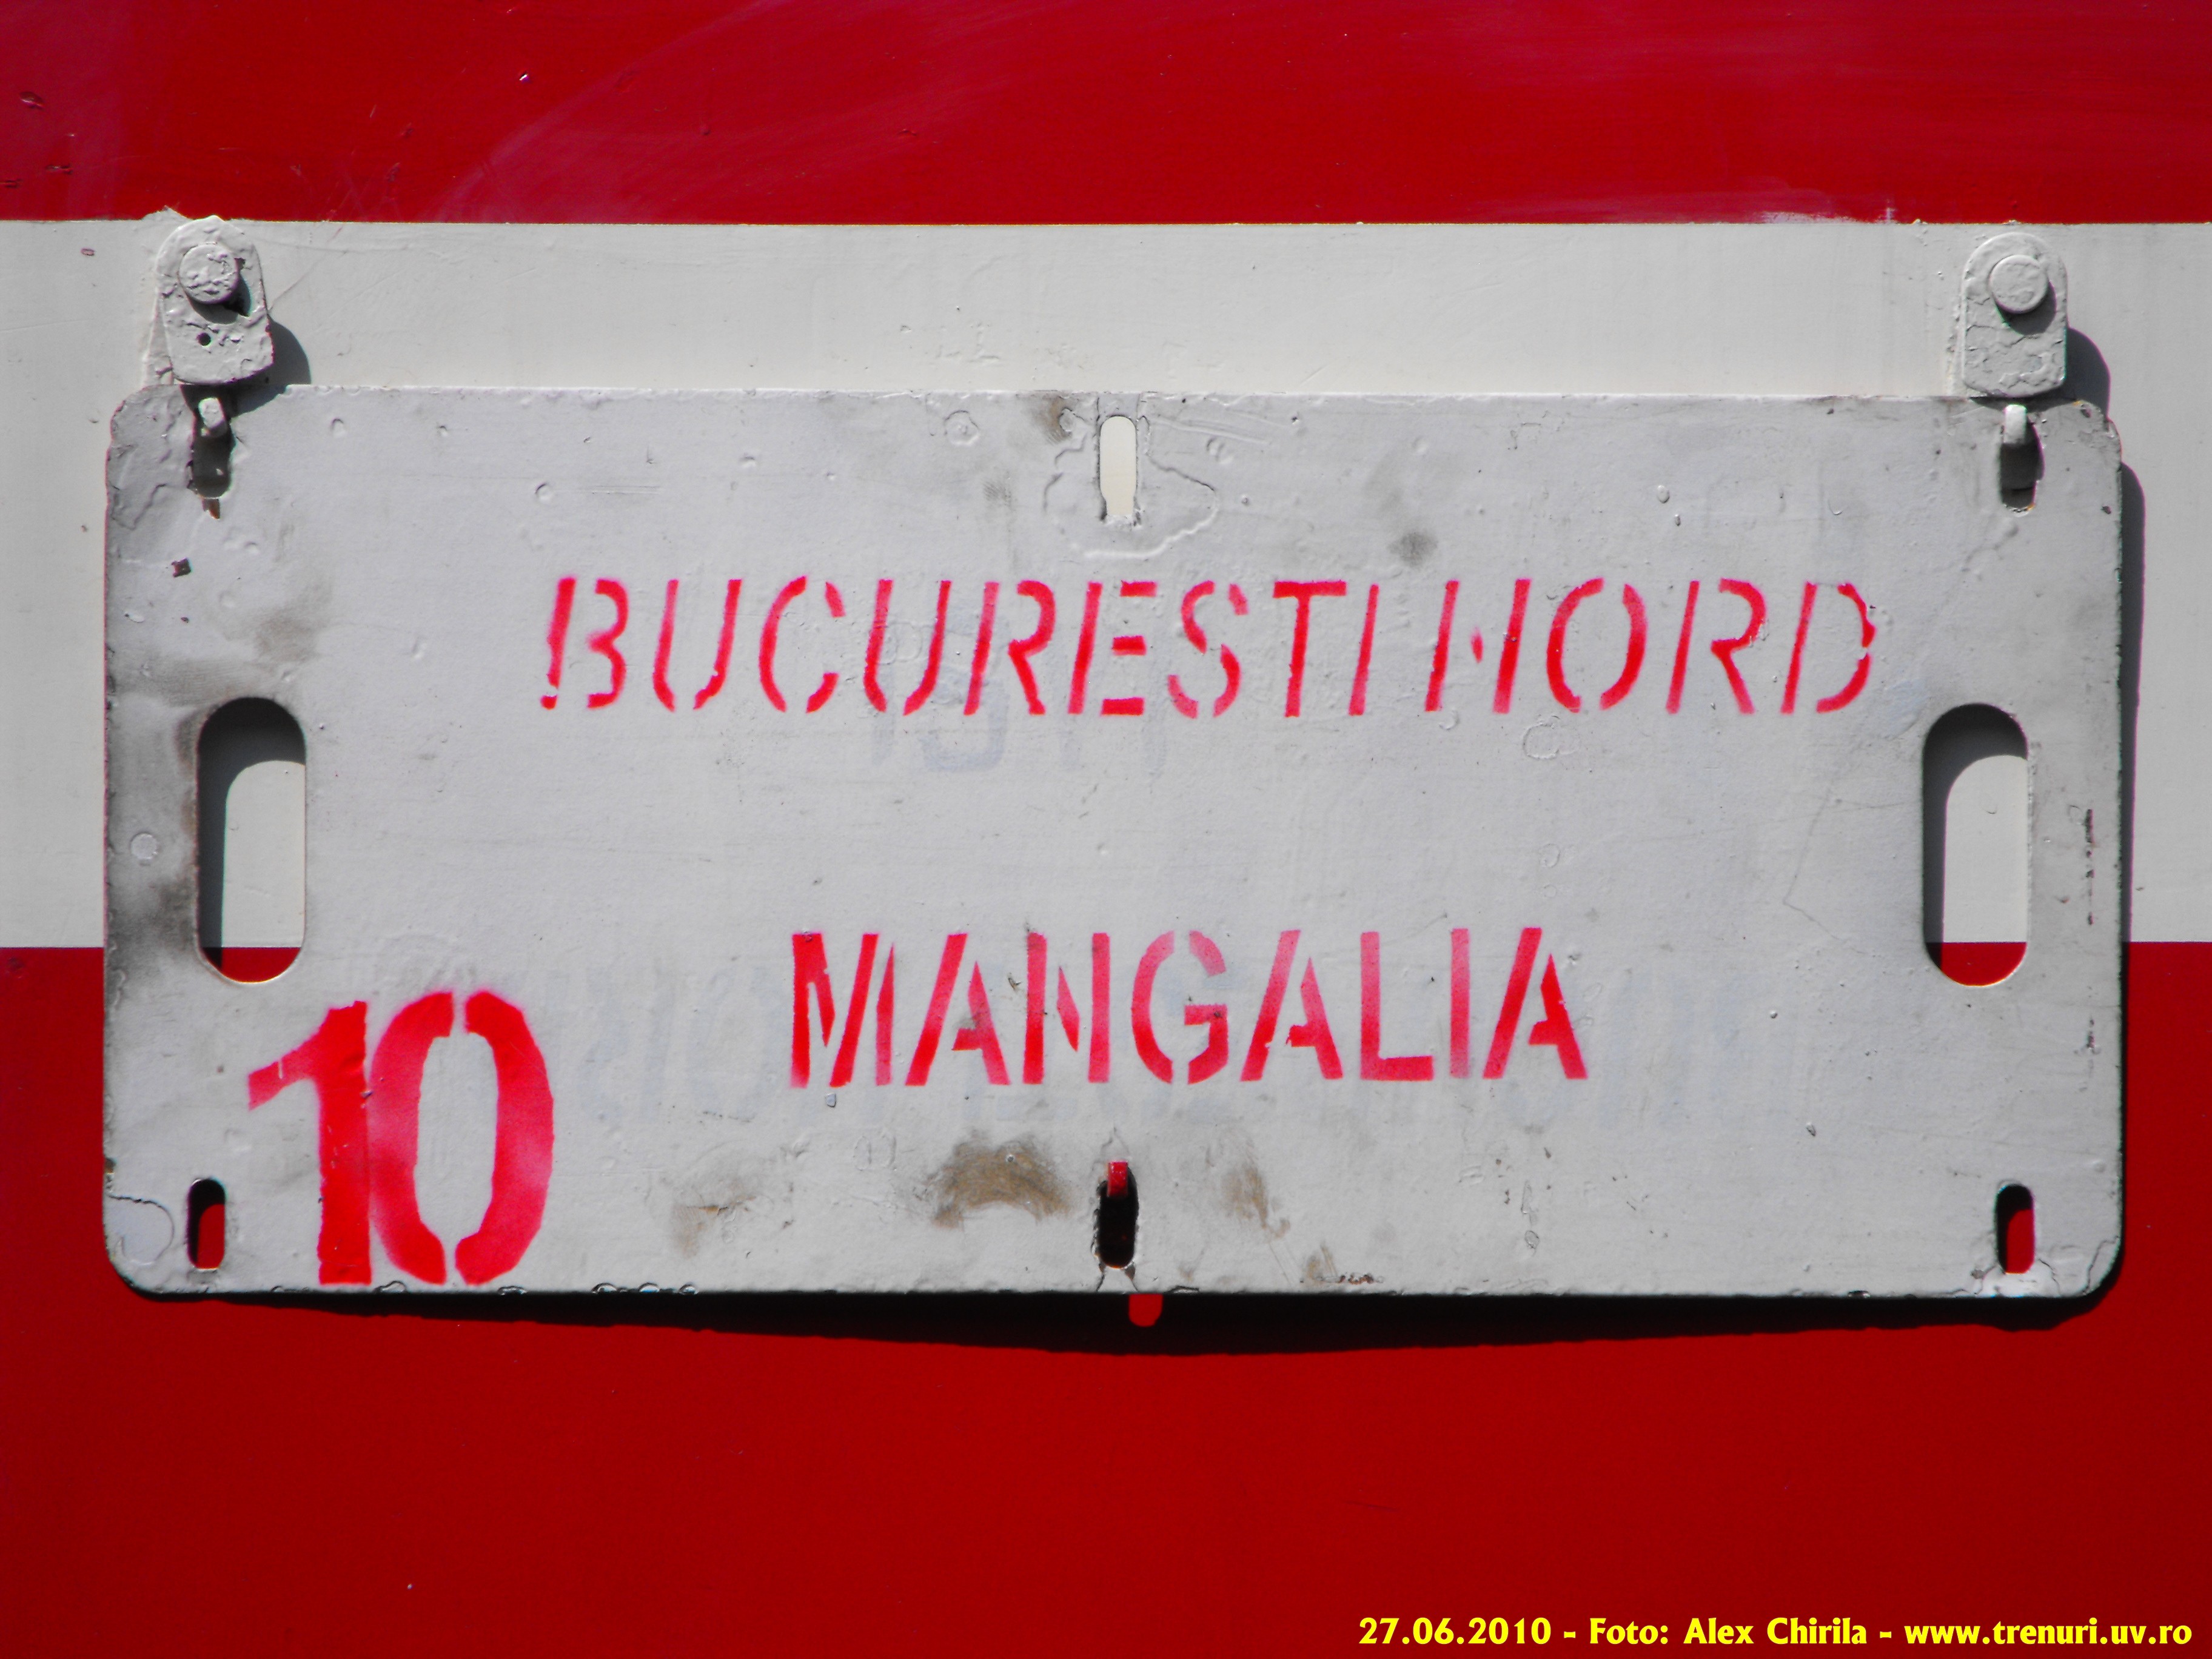 BUCURESTI NORD
MANGALIA
10
27.06.2010 - Foto: Alex Chirila - www.trenuri.uv.ro